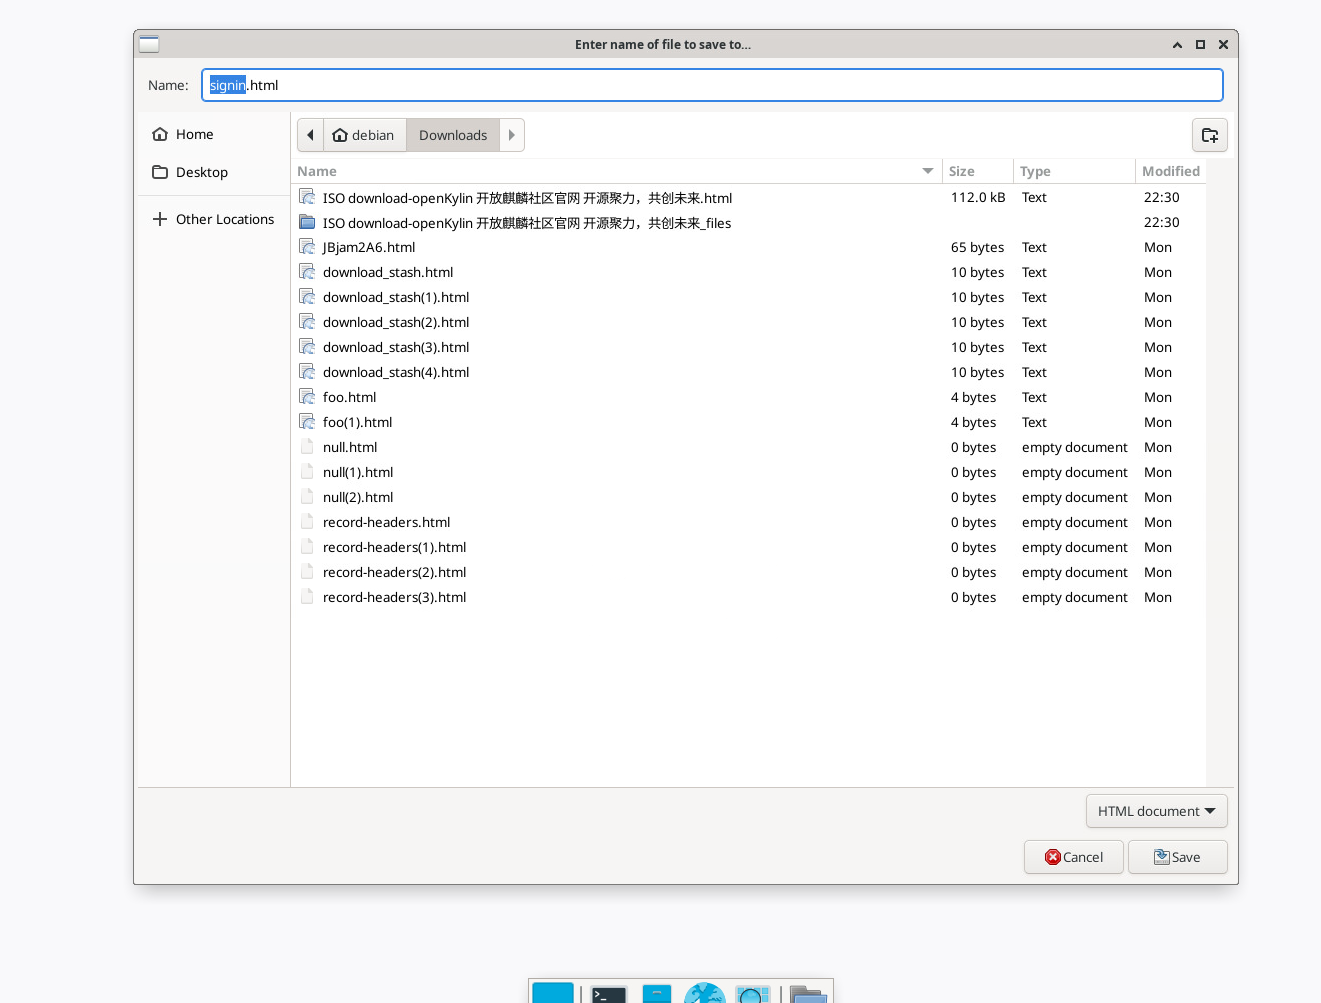 Enter name of file to save to...
Name: signin.html
Home
Desktop
Other Locations
debian Downloads
Name Size Type Modified
ISO download-openKylin 开放麒麟社区官网 开源聚力，共创未来.html 112.0 kB Text 22:30
ISO download-openKylin 开放麒麟社区官网 开源聚力，共创未来_files 22:30
JBjam2A6.html 65 bytes Text Mon
download_stash.html 10 bytes Text Mon
download_stash(1).html 10 bytes Text Mon
download_stash(2).html 10 bytes Text Mon
download_stash(3).html 10 bytes Text Mon
download_stash(4).html 10 bytes Text Mon
foo.html 4 bytes Text Mon
foo(1).html 4 bytes Text Mon
null.html 0 bytes empty document Mon
null(1).html 0 bytes empty document Mon
null(2).html 0 bytes empty document Mon
record-headers.html 0 bytes empty document Mon
record-headers(1).html 0 bytes empty document Mon
record-headers(2).html 0 bytes empty document Mon
record-headers(3).html 0 bytes empty document Mon
HTML document
Cancel Save